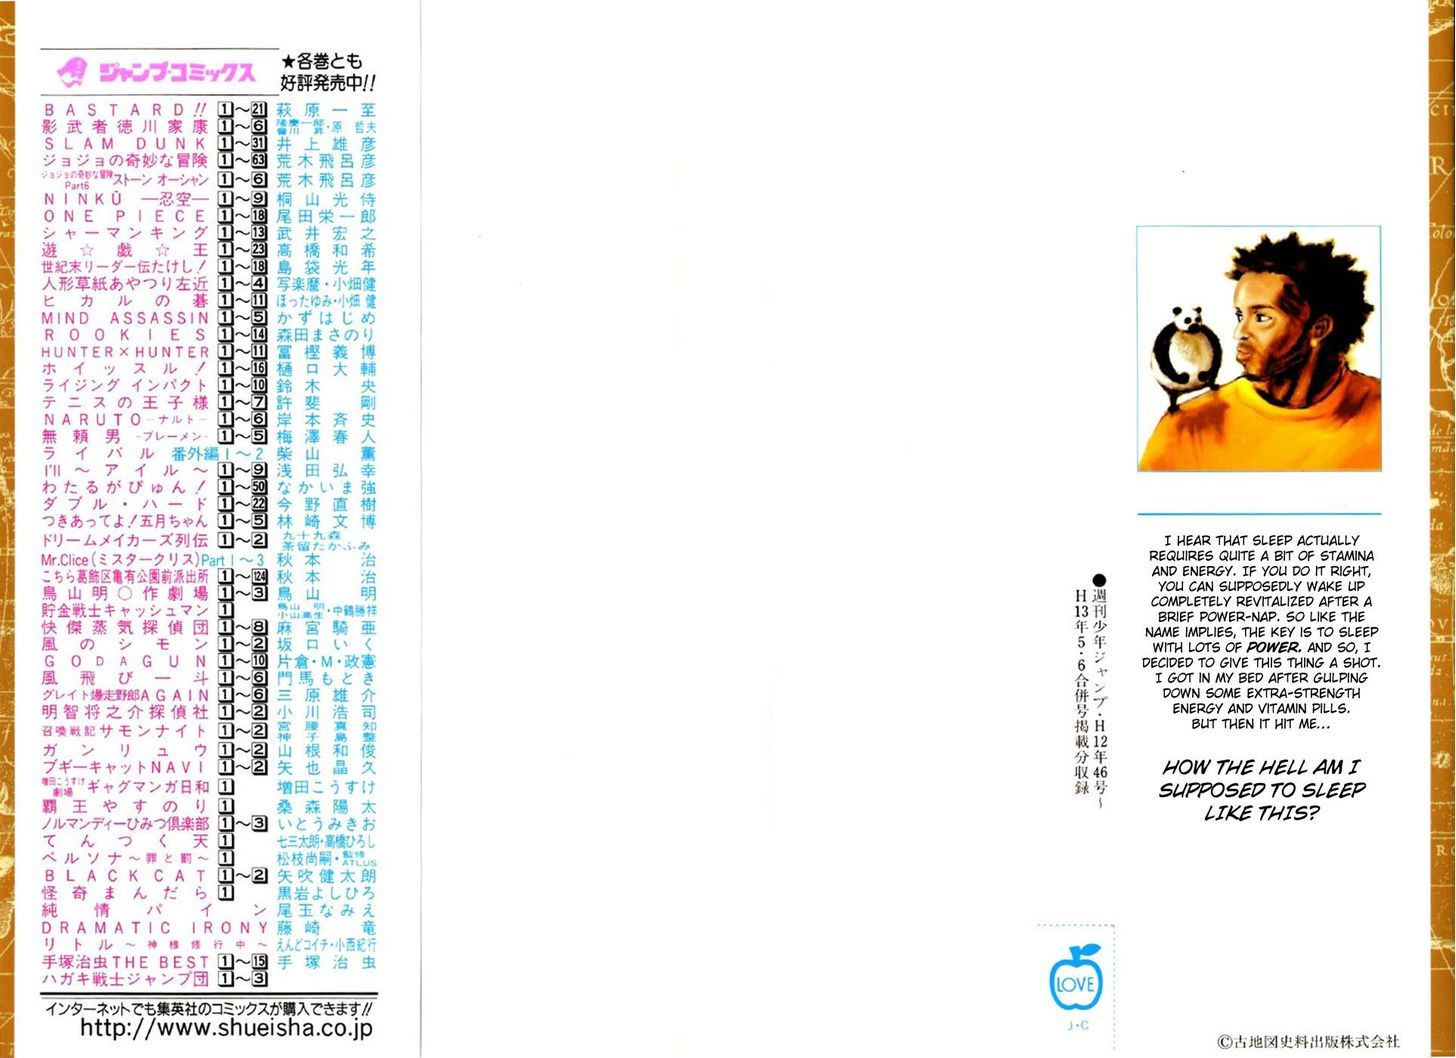 ジャンプ・コミックス
★各巻とも
好評発売中!!
BASTARD!! 1〜21 萩原一至
影武者徳川家康 1〜6 隆慶一郎・原哲夫
SLAM DUNK 1〜31 井上雄彦
ジョジョの奇妙な冒険 1〜63 荒木飛呂彦
ジョジョの奇妙な冒険Part6 ストーン オーシャン 1〜6 荒木飛呂彦
NINKŪ —忍空— 1〜9 桐山光侍
ONE PIECE 1〜18 尾田栄一郎
シャーマンキング 1〜13 武井宏之
遊☆戯☆王 1〜23 高橋和希
世紀末リーダー伝たけし! 1〜18 島袋光年
人形草紙あやつり左近 1〜4 写楽麿・小畑健
ヒカルの碁 1〜11 ほったゆみ・小畑健
MIND ASSASSIN 1〜5 かずはじめ
ROOKIES 1〜14 森田まさのり
HUNTER×HUNTER 1〜11 冨樫義博
ホイッスル! 1〜16 樋口大輔
ライジング インパクト 1〜10 鈴木央
テニスの王子様 1〜7 許斐剛
NARUTO—ナルト— 1〜6 岸本斉史
無頼男 -ブレーメン- 1〜5 梅澤春人
ライバル 番外編1〜2 柴山薫
I'll〜アイル〜 1〜9 浅田弘幸
わたるがぴゅん! 1〜50 なかいま強
ダブル・ハード 1〜22 今野直樹
つきあってよ!五月ちゃん 1〜5 林崎文博
ドリームメイカーズ列伝 1〜2 九十九森 茶留たかふみ
Mr.Clice(ミスタークリス)Part1〜3 秋本治
こちら葛飾区亀有公園前派出所 1〜124 秋本治
鳥山明○作劇場 1〜3 鳥山明
貯金戦士キャッシュマン 1 鳥山明 小山高生・中鶴勝祥
快傑蒸気探偵団 1〜8 麻宮騎亜
風のシモン 1〜2 坂口いく
GODAGUN 1〜10 片倉・M・政憲
風飛び一斗 1〜6 門馬もとき
グレイト爆走野郎AGAIN 1〜6 三原雄介
明智将之介探偵社 1〜2 小川浩司
召喚戦記サモンナイト 1〜2 宮腰真知 神子島整
ガンリュウ 1〜2 山根和俊
ブギーキャットNAVI 1〜2 矢也晶久
増田こうすけ劇場 ギャグマンガ日和 1 増田こうすけ
覇王やすのり 1 桑森陽太
ノルマンディーひみつ倶楽部 1〜3 いとうみきお
てんつく天 1 七三太朗・高橋ひろし
ペルソナ〜罪と罰〜 1 松枝尚嗣・監修ATLUS
BLACK CAT 1〜2 矢吹健太朗
怪奇まんだら 1 黒岩よしひろ
純情パイン 尾玉なみえ
DRAMATIC IRONY 藤崎竜
リトル〜神様修行中〜 えんどコイチ・小西紀行
手塚治虫THE BEST 1〜15 手塚治虫
ハガキ戦士ジャンプ団 1〜3
インターネットでも集英社のコミックスが購入できます!!
http://www.shueisha.co.jp
●週刊少年ジャンプ・H12年46号〜
H13年5・6合併号掲載分収録
I HEAR THAT SLEEP ACTUALLY
REQUIRES QUITE A BIT OF STAMINA
AND ENERGY. IF YOU DO IT RIGHT,
YOU CAN SUPPOSEDLY WAKE UP
COMPLETELY REVITALIZED AFTER A
BRIEF POWER-NAP. SO LIKE THE
NAME IMPLIES, THE KEY IS TO SLEEP
WITH LOTS OF POWER. AND SO, I
DECIDED TO GIVE THIS THING A SHOT.
I GOT IN MY BED AFTER GULPING
DOWN SOME EXTRA-STRENGTH
ENERGY AND VITAMIN PILLS.
BUT THEN IT HIT ME...
HOW THE HELL AM I
SUPPOSED TO SLEEP
LIKE THIS?
LOVE
J・C
©古地図史料出版株式会社